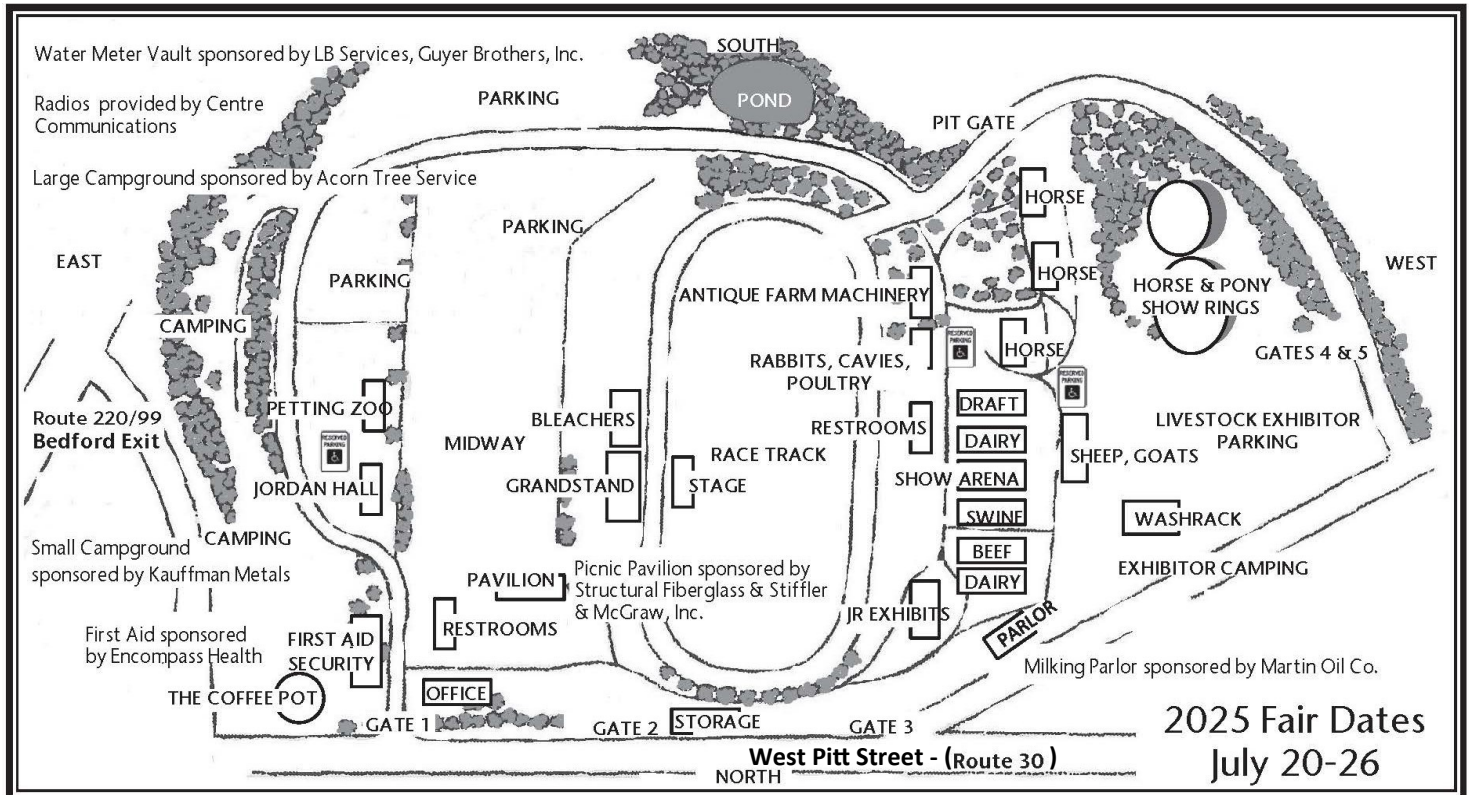 Water Meter Vault sponsored by LB Services, Guyer Brothers, Inc.
SOUTH
POND
PARKING
Radios provided by Centre
Communications
PIT GATE
Large Campground sponsored by Acorn Tree Service
HORSE
PARKING
EAST
WEST
PARKING
HORSE
HORSE & PONY
SHOW RINGS
ANTIQUE FARM MACHINERY
CAMPING
RESERVED
PARKING
HORSE
GATES 4 & 5
RABBITS, CAVIES,
POULTRY
RESERVED
PARKING
PETTING ZOO
DRAFT
Route 220/99
Bedford Exit
BLEACHERS
RESTROOMS
LIVESTOCK EXHIBITOR
PARKING
RESERVED
PARKING
MIDWAY
DAIRY
RACE TRACK
SHEEP, GOATS
SHOW ARENA
JORDAN HALL
GRANDSTAND
STAGE
SWINE
WASHRACK
CAMPING
Small Campground
sponsored by Kauffman Metals
BEEF
EXHIBITOR CAMPING
PAVILION
Picnic Pavilion sponsored by
Structural Fiberglass & Stiffler
& McGraw, Inc.
DAIRY
JR EXHIBITS
PARLOR
RESTROOMS
First Aid sponsored
by Encompass Health
FIRST AID
SECURITY
Milking Parlor sponsored by Martin Oil Co.
THE COFFEE POT
OFFICE
GATE 1
GATE 2
STORAGE
GATE 3
2025 Fair Dates
July 20-26
West Pitt Street - (Route 30 )
NORTH